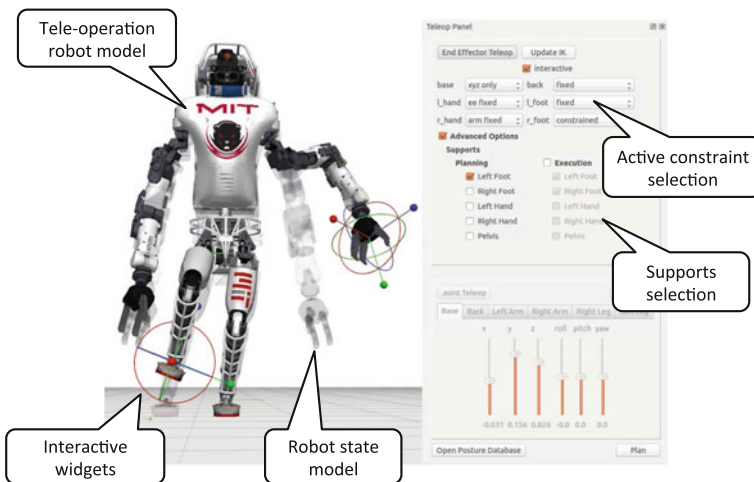 Tele-operation
robot model
MIT
Interactive
widgets
Robot state
model
Teleop Panel
End Effector Teleop Update IK
interactive
base xyz only back fixed
l_hand ee fixed l_foot fixed
r_hand arm fixed r_foot constrained
Advanced Options
Supports
Planning Execution
Left Foot Left Foot
Right Foot Right Foot
Left Hand Left Hand
Right Hand Right Hand
Pelvis Pelvis
Active constraint
selection
Supports
selection
Joint Teleop
Base Back Left Arm Right Arm Right Leg
x y z roll pitch yaw
-0.031 0.156 0.826 -0.0 0.0 0.0
Open Posture Database Plan